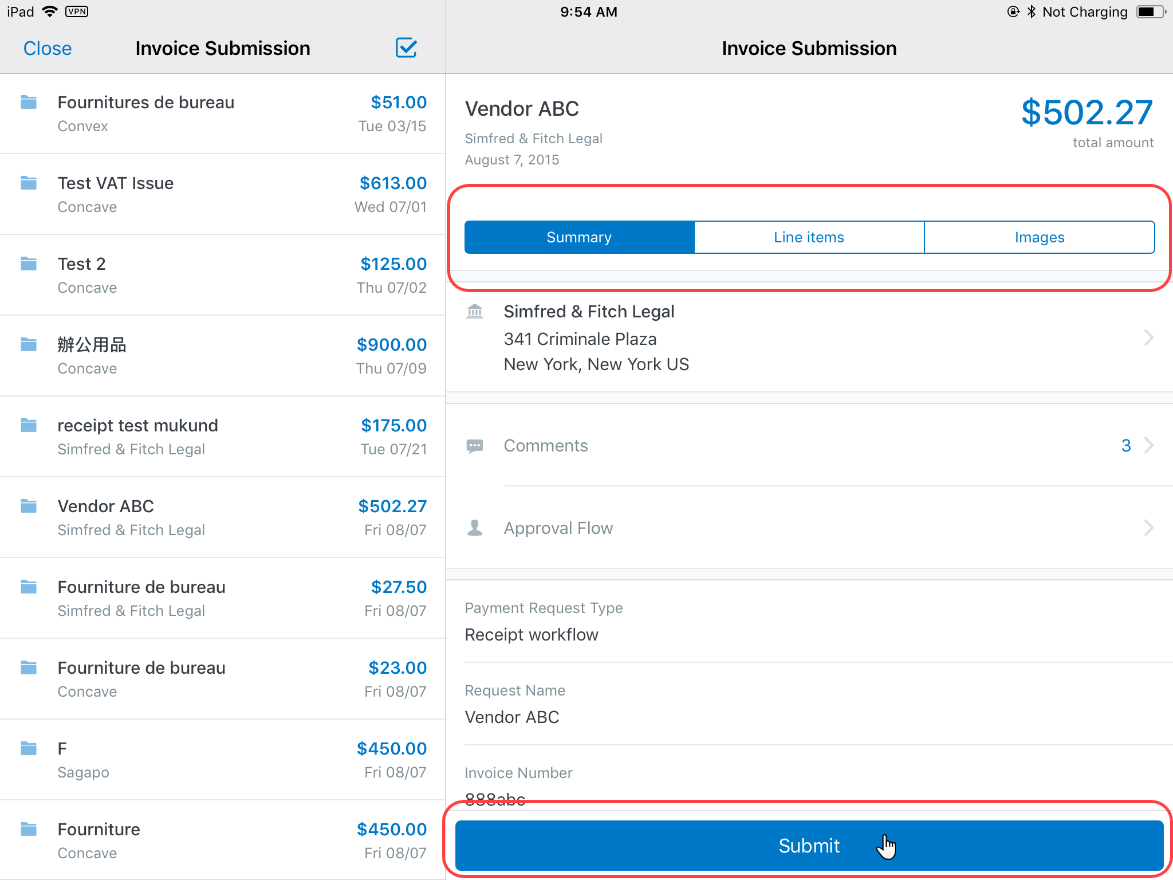 iPad VPN 9:54 AM Not Charging
Close Invoice Submission
Fournitures de bureau $51.00
Convex Tue 03/15
Test VAT Issue $613.00
Concave Wed 07/01
Test 2 $125.00
Concave Thu 07/02
辦公用品 $900.00
Concave Thu 07/09
receipt test mukund $175.00
Simfred & Fitch Legal Tue 07/21
Vendor ABC $502.27
Simfred & Fitch Legal Fri 08/07
Fourniture de bureau $27.50
Simfred & Fitch Legal Fri 08/07
Fourniture de bureau $23.00
Concave Fri 08/07
F $450.00
Sagapo Fri 08/07
Fourniture $450.00
Concave Fri 08/07
Invoice Submission
Vendor ABC $502.27
Simfred & Fitch Legal total amount
August 7, 2015
Summary Line items Images
Simfred & Fitch Legal
341 Criminale Plaza
New York, New York US
Comments 3
Approval Flow
Payment Request Type
Receipt workflow
Request Name
Vendor ABC
Invoice Number
888abc
Submit